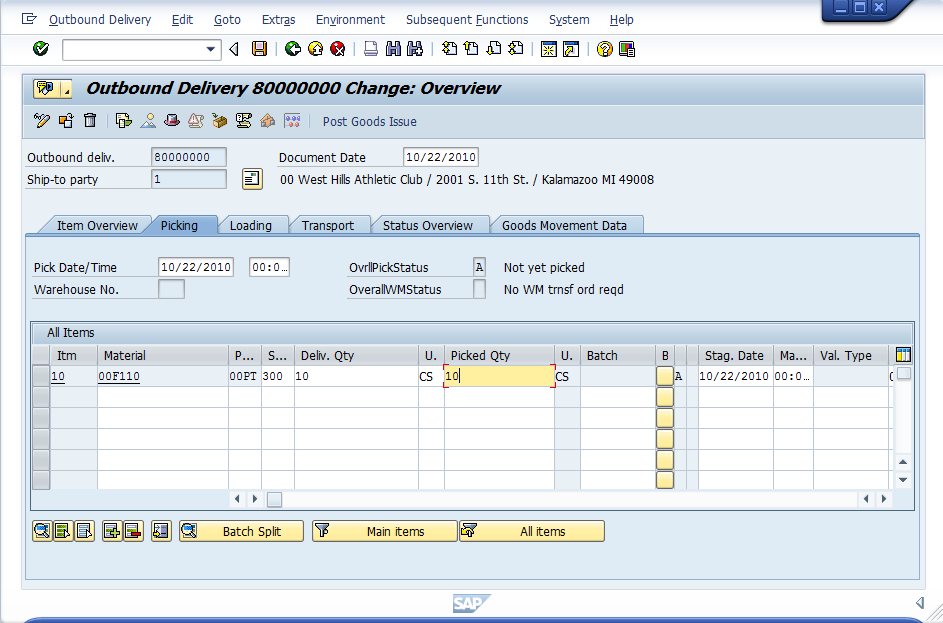 Outbound Delivery Edit Goto Extras Environment Subsequent Functions System Help
Outbound Delivery 80000000 Change: Overview
Post Goods Issue
Outbound deliv. 80000000 Document Date 10/22/2010
Ship-to party 1 00 West Hills Athletic Club / 2001 S. 11th St. / Kalamazoo MI 49008
Item Overview Picking Loading Transport Status Overview Goods Movement Data
Pick Date/Time 10/22/2010 00:0… OvrllPickStatus A Not yet picked
Warehouse No. OverallWMStatus No WM trnsf ord reqd
All Items
Itm Material P... S... Deliv. Qty U. Picked Qty U. Batch B Stag. Date Ma... Val. Type
10 00F110 00PT 300 10 CS 10 CS A 10/22/2010 00:0…
Batch Split Main items All items
SAP